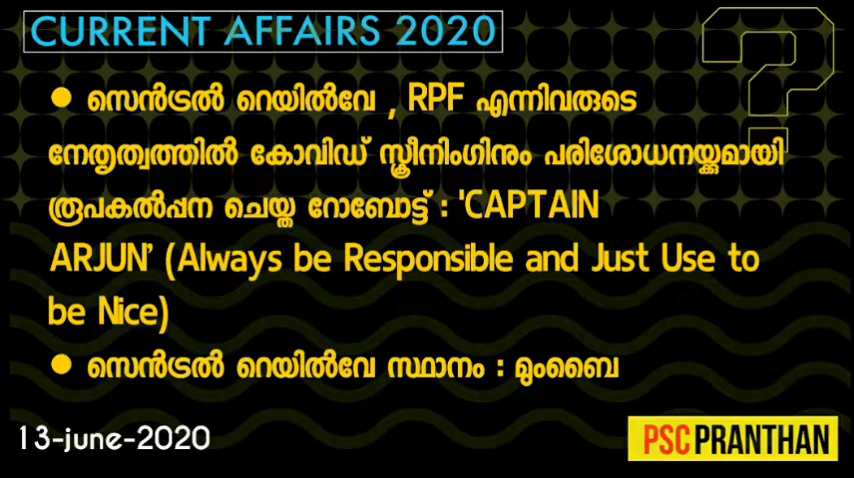 CURRENT AFFAIRS 2020
● സെൻട്രൽ റെയിൽവേ , RPF എന്നിവരുടെ
നേതൃത്വത്തിൽ കോവിഡ് സ്ക്രീനിംഗിനും പരിശോധനയ്ക്കുമായി
രൂപകൽപ്പന ചെയ്ത റോബോട്ട് : 'CAPTAIN
ARJUN' (Always be Responsible and Just Use to
be Nice)
● സെൻട്രൽ റെയിൽവേ സ്ഥാനം : മുംബൈ
13-june-2020
PSC PRANTHAN